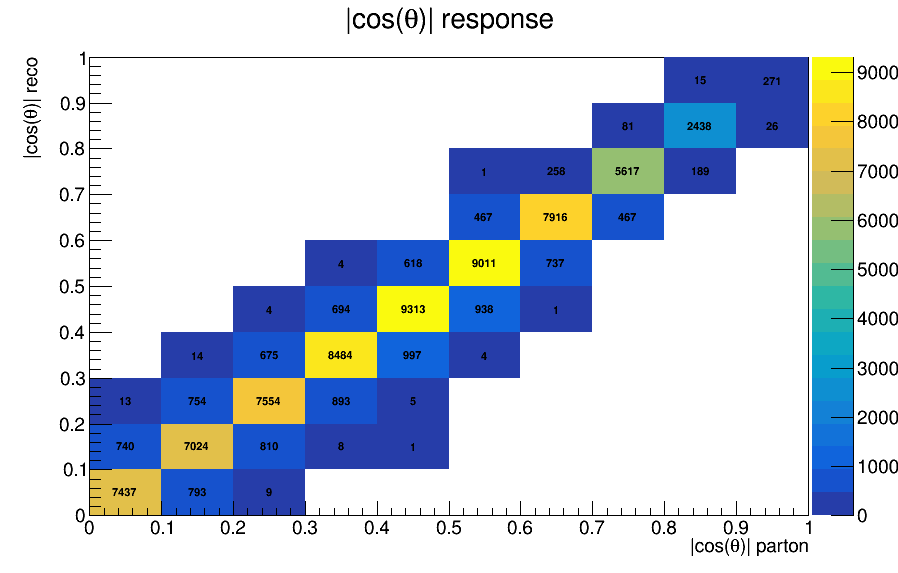 |cos(θ)| response
|cos(θ)| reco
1
0.9
0.8
0.7
0.6
0.5
0.4
0.3
0.2
0.1
0
15 271
81 2438 26
1 258 5617 189
467 7916 467
4 618 9011 737
4 694 9313 938 1
14 675 8484 997 4
13 754 7554 893 5
740 7024 810 8 1
7437 793 9
0 0.1 0.2 0.3 0.4 0.5 0.6 0.7 0.8 0.9 1
|cos(θ)| parton
9000
8000
7000
6000
5000
4000
3000
2000
1000
0